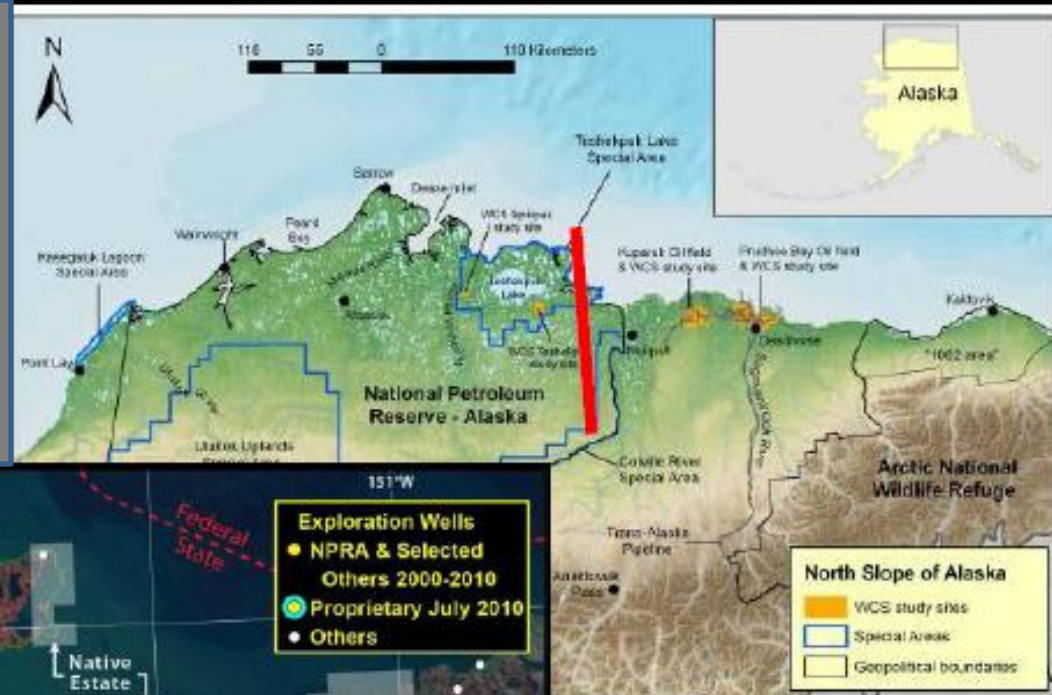 N
110
55
0
110 Kilometers
Alaska
Teshekpuk Lake
Special Area
Barrow
Dease Inlet
Wainwright
Peard
Bay
Kasegaluk Lagoon
Special Area
study site
Kuparuk Oilfield
& WCS study site
Prudhoe Bay Oil field
& WCS study site
Kaktovik
Lake
Atqasuk
Nuiqsut
Deadhorse
"1002 area"
Point Lay
WCS
study site
National Petroleum
Reserve - Alaska
Utukok Uplands
Colville River
Special Area
Arctic National
Wildlife Refuge
Trans-Alaska
Pipeline
Anaktuvuk
Pass
North Slope of Alaska
WCS study sites
Special Areas
Geopolitical boundaries
151°W
Federal
State
Exploration Wells
NPRA & Selected
Others 2000-2010
Proprietary July 2010
Others
Native
Estate